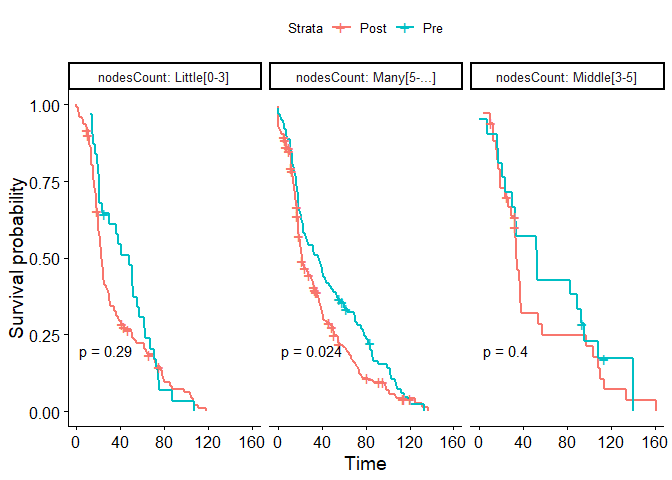 Strata Post Pre
nodesCount: Little[0-3] nodesCount: Many[5-...] nodesCount: Middle[3-5]
Survival probability
1.00
0.75
0.50
0.25
0.00
p = 0.29 p = 0.024 p = 0.4
0 40 80 120 160 0 40 80 120 160 0 40 80 120 160
Time